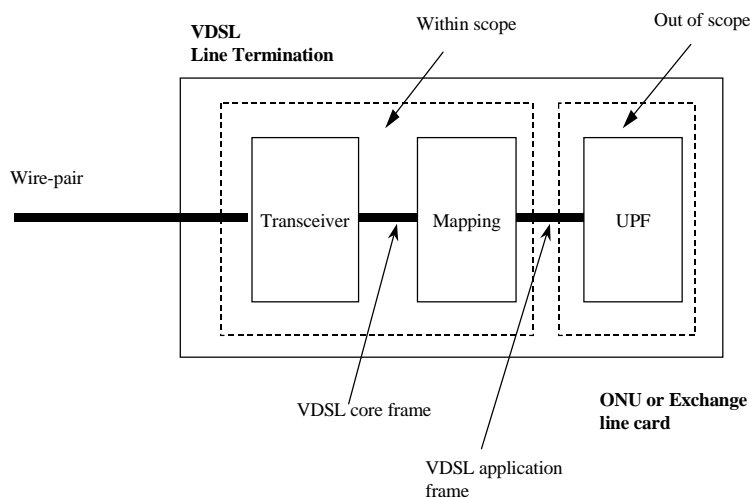 VDSL
Line Termination
Within scope
Out of scope
Wire-pair
Transceiver
Mapping
UPF
VDSL core frame
ONU or Exchange
line card
VDSL application
frame